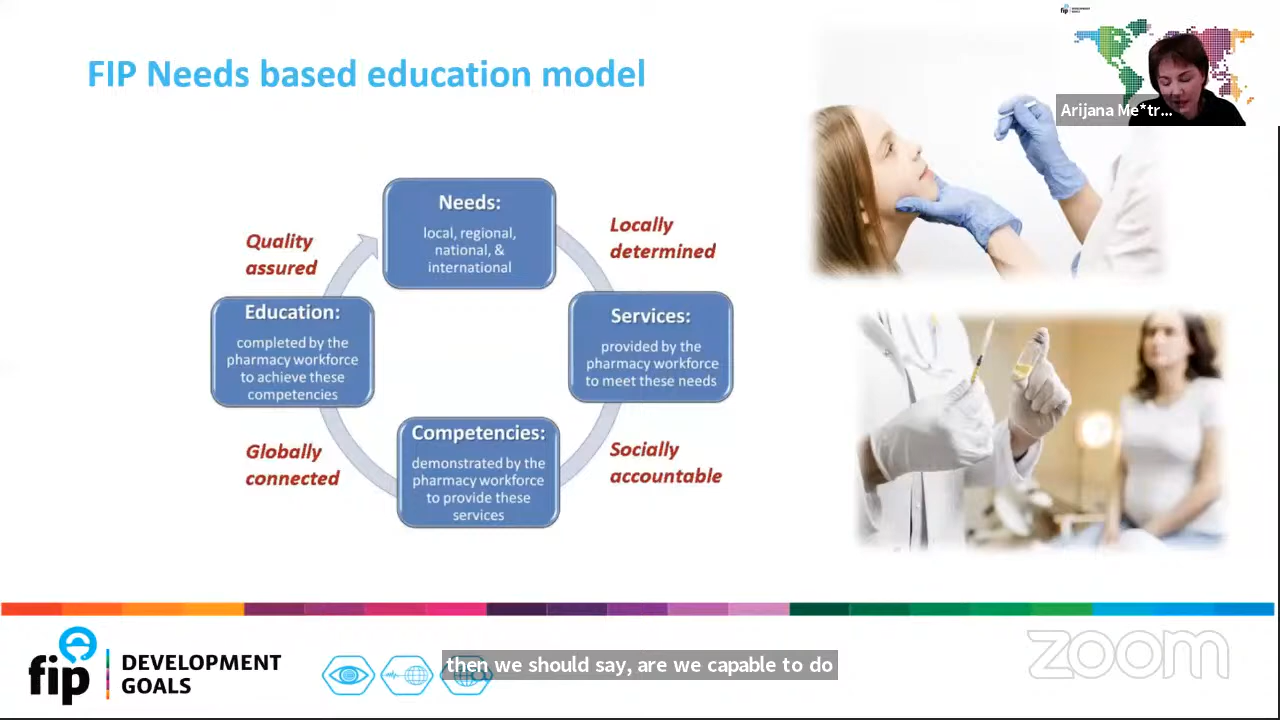 fip DEVELOPMENT GOALS
FIP Needs based education model
Arijana Me*tr...
Needs:
local, regional,
national, &
international
Quality
assured
Locally
determined
Education:
completed by the
pharmacy workforce
to achieve these
competencies
Services:
provided by the
pharmacy workforce
to meet these needs
Globally
connected
Competencies:
demonstrated by the
pharmacy workforce
to provide these
services
Socially
accountable
fip
DEVELOPMENT
GOALS
then we should say, are we capable to do
zoom